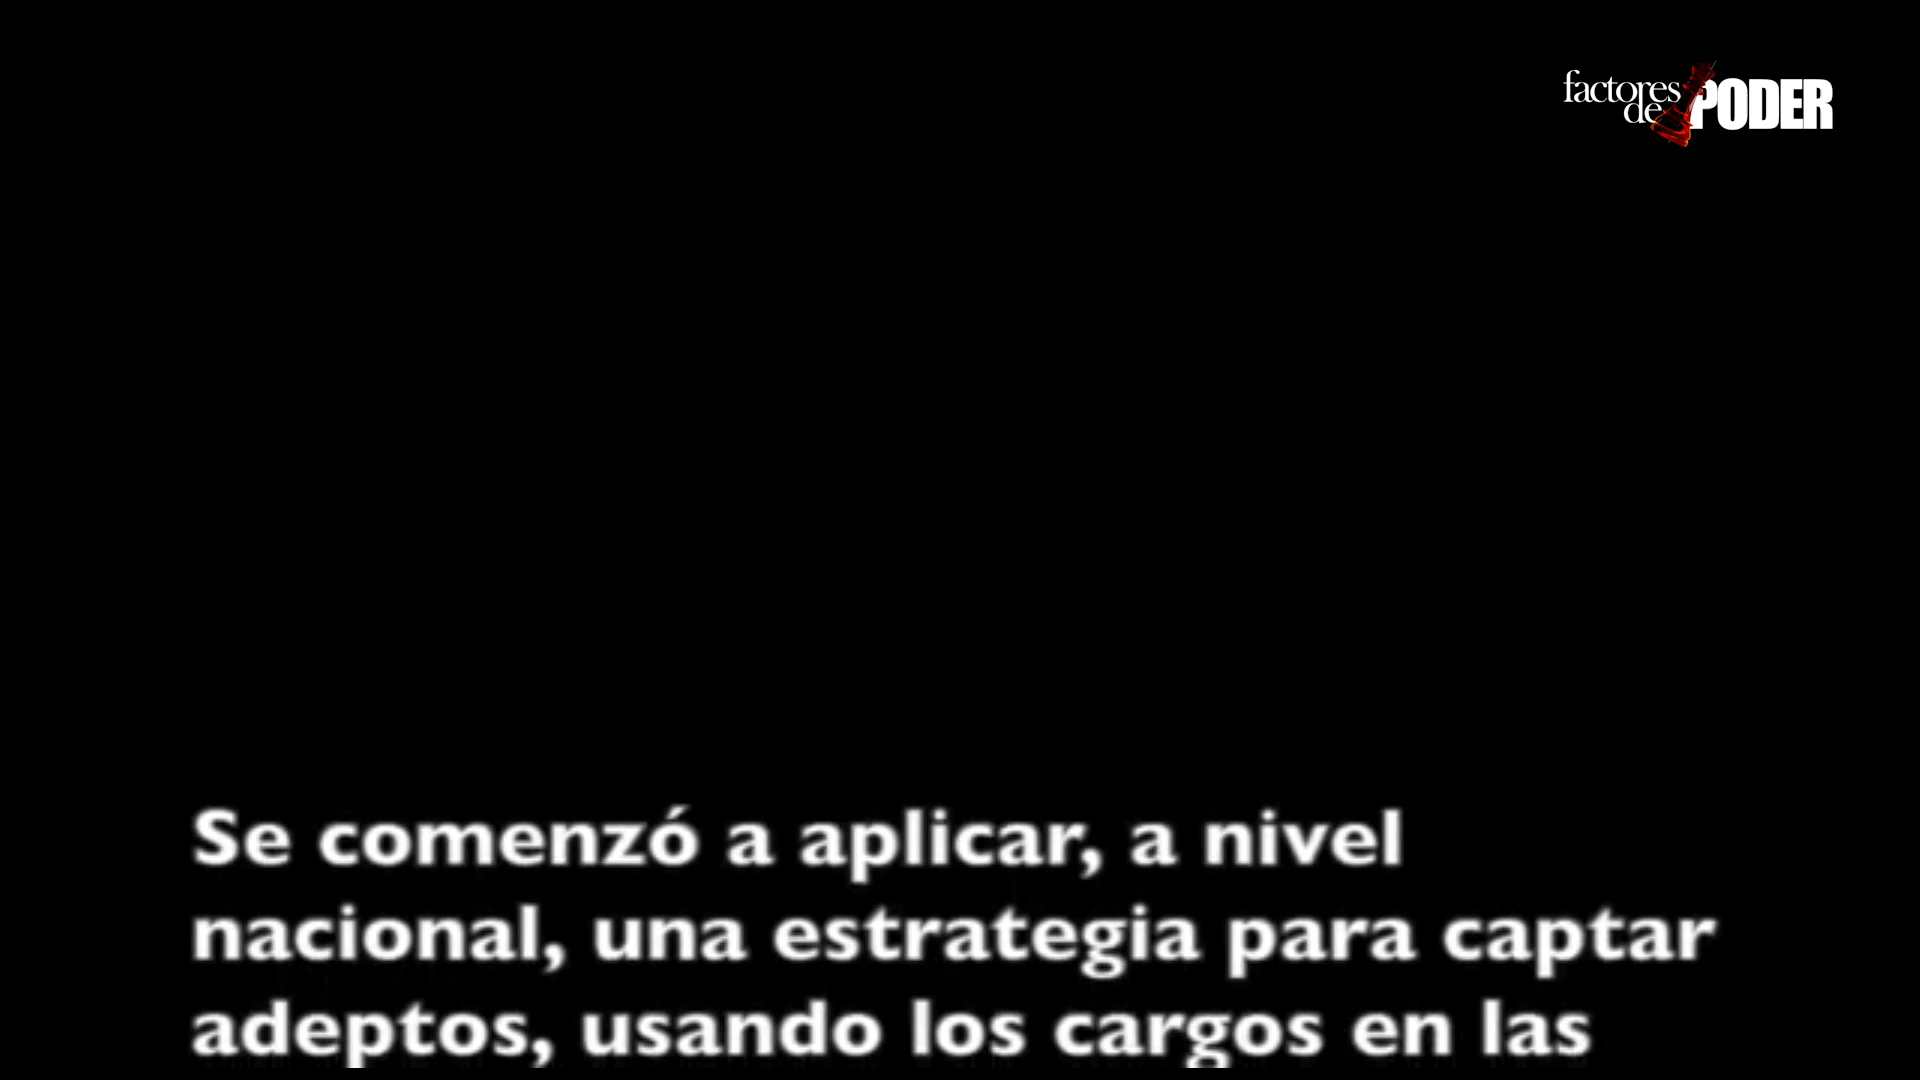 factores
de PODER
Se comenzó a aplicar, a nivel
nacional, una estrategia para captar
adeptos, usando los cargos en las